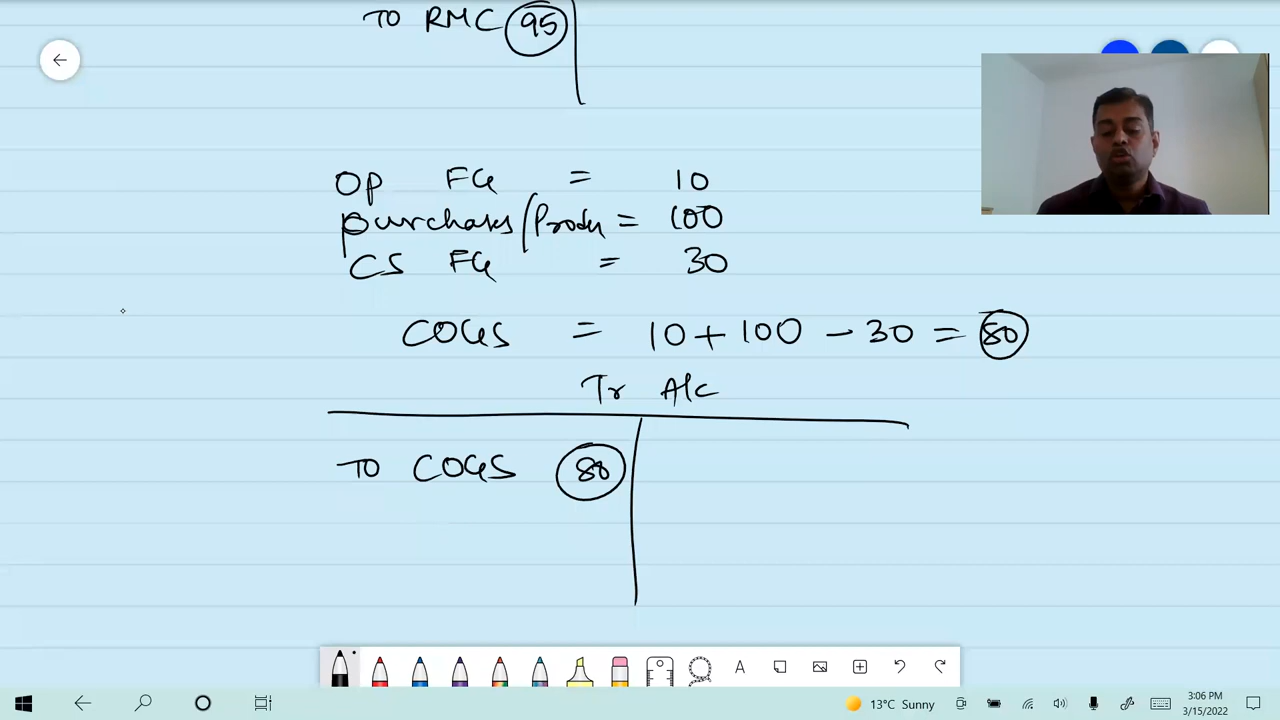 TO RMC 95
OP FG = 10
purchases/Produ = 100
CS FG = 30
COGS = 10 + 100 - 30 = 80
Tr A/c
TO COGS 80
A
13°C Sunny
3:06 PM
3/15/2022